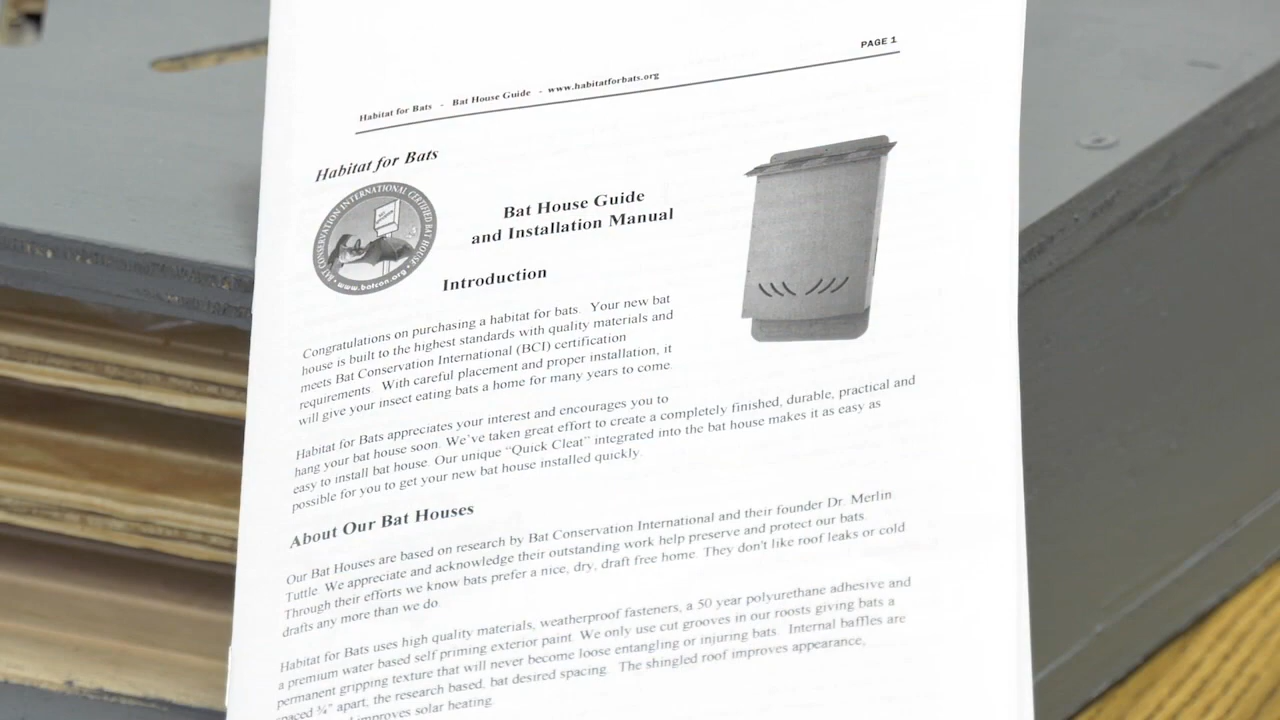 PAGE 1
Habitat for Bats - Bat House Guide - www.habitatforbats.org
Habitat for Bats
BAT CONSERVATION INTERNATIONAL CERTIFIED BAT HOUSE
• www.batcon.org •
Bat House Guide
and Installation Manual
Introduction
Congratulations on purchasing a habitat for bats. Your new bat
house is built to the highest standards with quality materials and
meets Bat Conservation International (BCI) certification
requirements. With careful placement and proper installation, it
will give your insect eating bats a home for many years to come
Habitat for Bats appreciates your interest and encourages you to
hang your bat house soon. We've taken great effort to create a completely finished, durable, practical and
easy to install bat house. Our unique “Quick Cleat” integrated into the bat house makes it as easy as
possible for you to get your new bat house installed quickly.
About Our Bat Houses
Our Bat Houses are based on research by Bat Conservation International and their founder Dr. Merlin
Tuttle. We appreciate and acknowledge their outstanding work help preserve and protect our bats.
Through their efforts we know bats prefer a nice, dry, draft free home. They don't like roof leaks or cold
drafts any more than we do.
Habitat for Bats uses high quality materials, weatherproof fasteners, a 50 year polyurethane adhesive and
a premium water based self priming exterior paint. We only use cut grooves in our roosts giving bats a
permanent gripping texture that will never become loose entangling or injuring bats. Internal baffles are
spaced ¾" apart, the research based, bat desired spacing. The shingled roof improves appearance,
improves solar heating